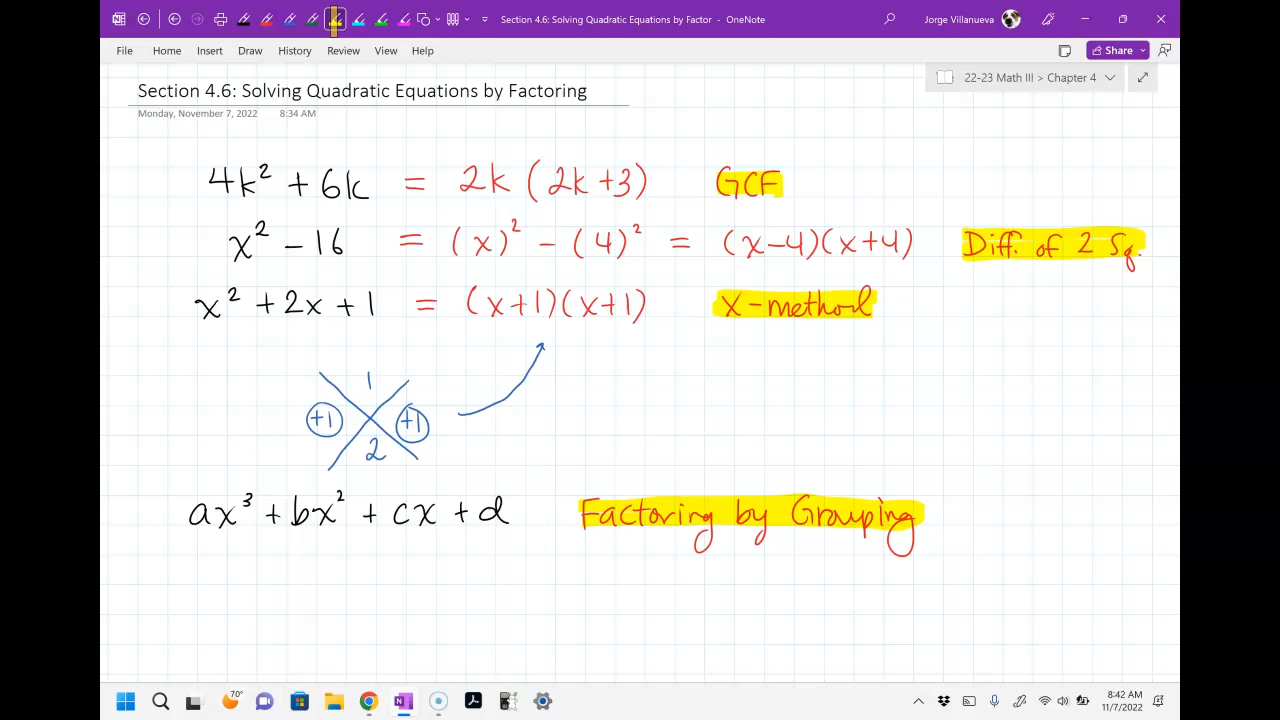 Section 4.6: Solving Quadratic Equations by Factor - OneNote
Jorge Villanueva
File Home Insert Draw History Review View Help
Share
22-23 Math III > Chapter 4
Section 4.6: Solving Quadratic Equations by Factoring
Monday, November 7, 2022 8:34 AM
4k² + 6k = 2k (2k+3) GCF
x² - 16 = (x)² - (4)² = (x-4)(x+4) Diff. of 2 Sq.
x² + 2x + 1 = (x+1)(x+1) X-method
1
+1 +1
2
ax³ + bx² + cx + d Factoring by Grouping
70°
8:42 AM
11/7/2022